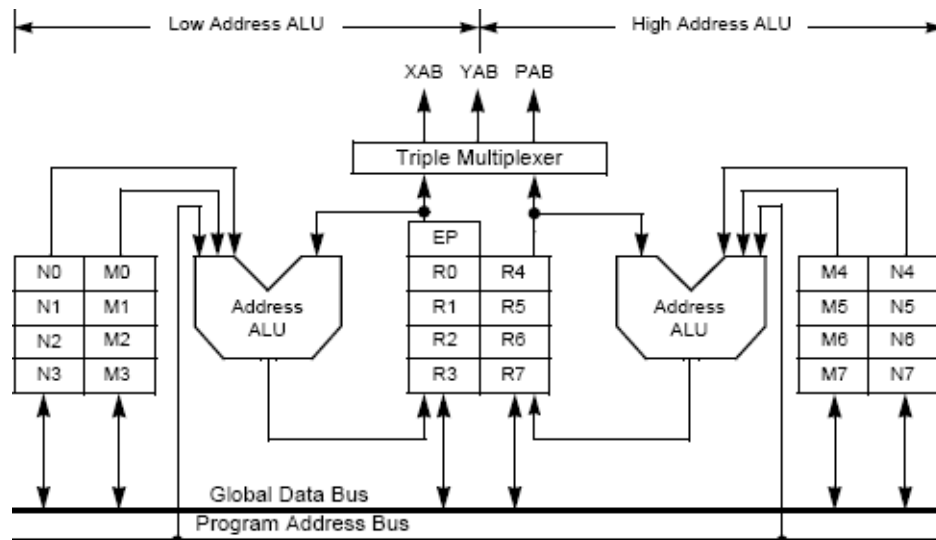 Low Address ALU High Address ALU
XAB YAB PAB
Triple Multiplexer
EP
N0 M0 R0 R4 M4 N4
Address ALU
Address ALU
N1 M1 R1 R5 M5 N5
N2 M2 R2 R6 M6 N6
N3 M3 R3 R7 M7 N7
Global Data Bus
Program Address Bus